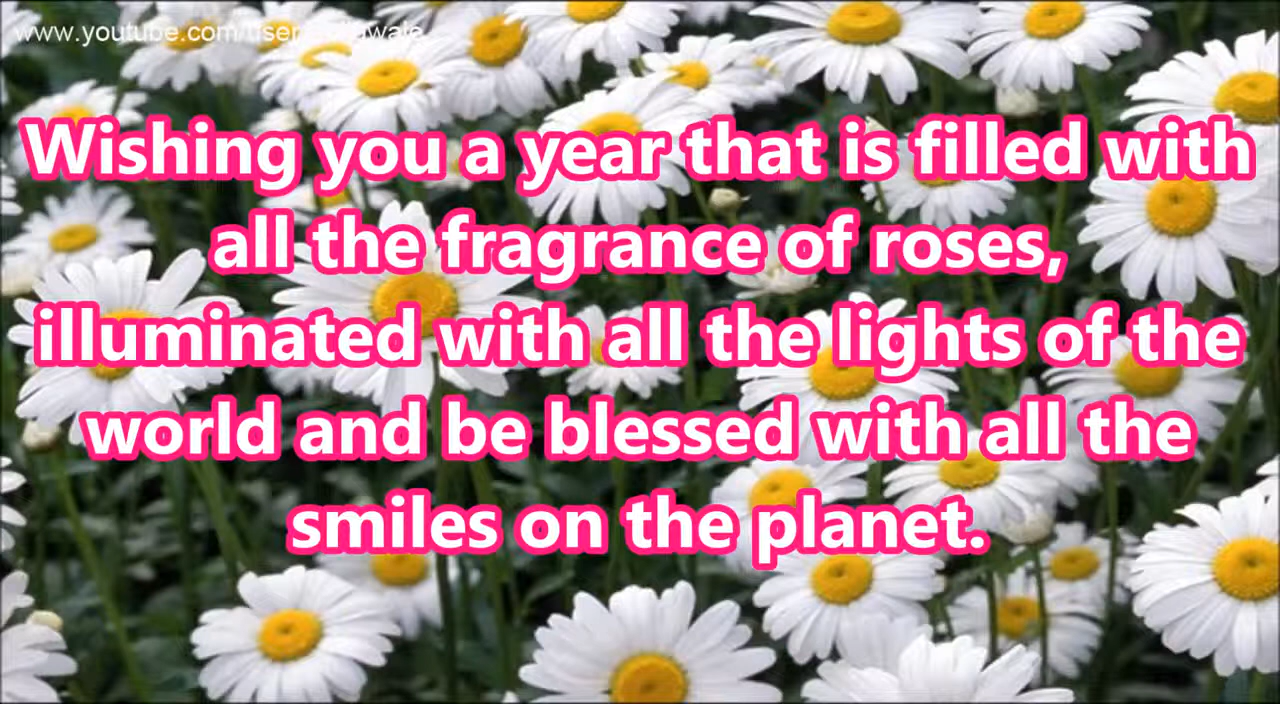 Wishing you a year that is filled with
all the fragrance of roses,
illuminated with all the lights of the
world and be blessed with all the
smiles on the planet.